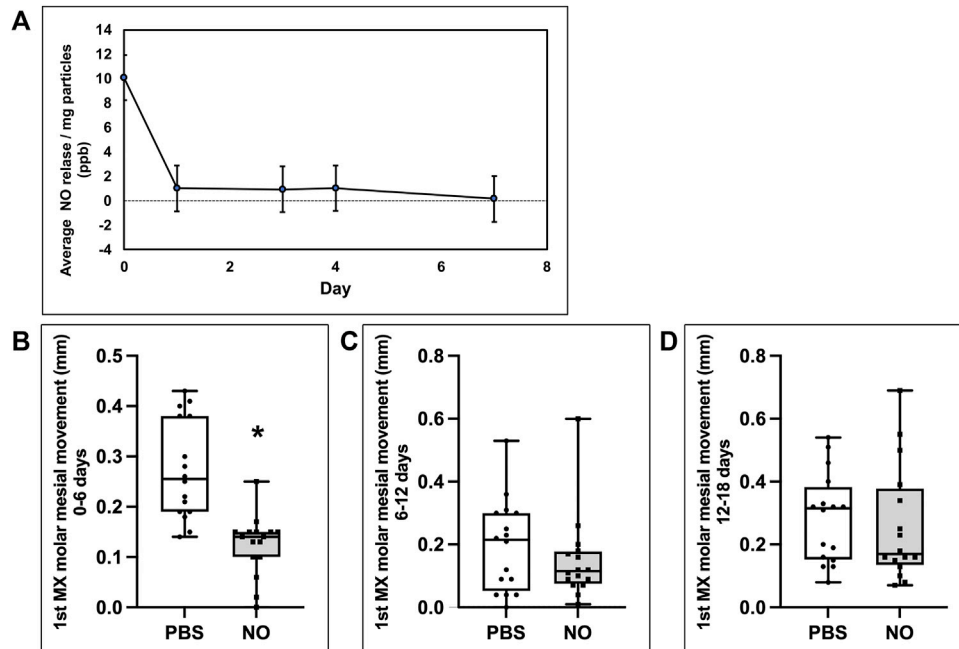 A
14
12
10
8
6
4
2
0
-2
-4
Average NO relase / mg particles
(ppb)
0 2 4 6 8
Day
B
0.5
0.4
0.3
0.2
0.1
0.0
1st MX molar mesial movement (mm)
0-6 days
*
PBS NO
C
0.8
0.6
0.4
0.2
0.0
1st MX molar mesial movement (mm)
6-12 days
PBS NO
D
0.8
0.6
0.4
0.2
0.0
1st MX molar mesial movement (mm)
12-18 days
PBS NO